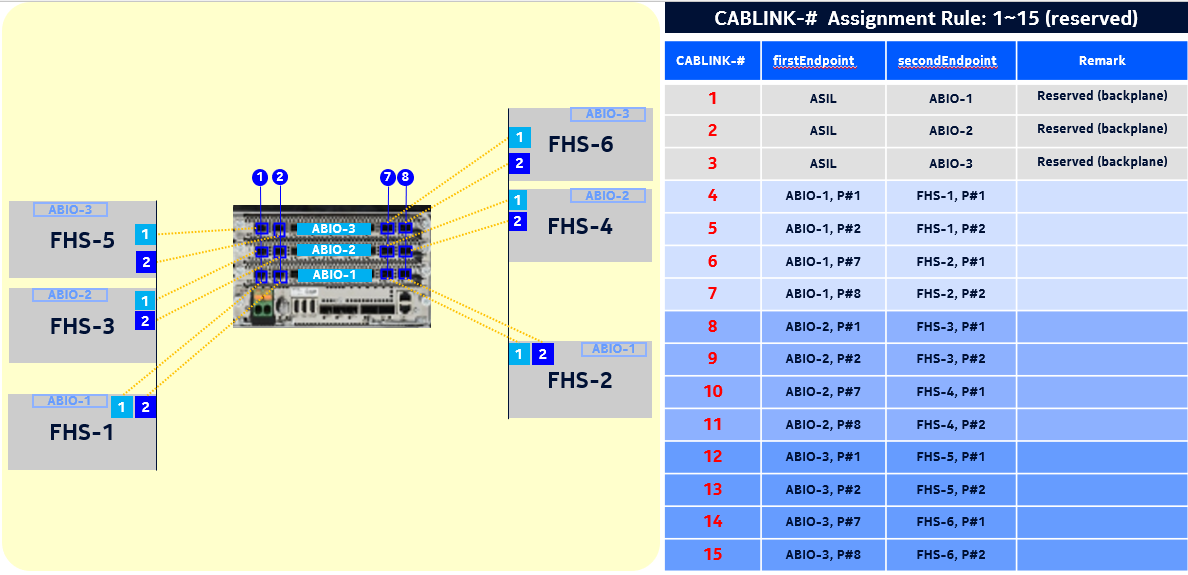 CABLINK-#  Assignment Rule: 1~15 (reserved)
CABLINK-# firstEndpoint secondEndpoint Remark
1 ASIL ABIO-1 Reserved (backplane)
2 ASIL ABIO-2 Reserved (backplane)
3 ASIL ABIO-3 Reserved (backplane)
4 ABIO-1, P#1 FHS-1, P#1
5 ABIO-1, P#2 FHS-1, P#2
6 ABIO-1, P#7 FHS-2, P#1
7 ABIO-1, P#8 FHS-2, P#2
8 ABIO-2, P#1 FHS-3, P#1
9 ABIO-2, P#2 FHS-3, P#2
10 ABIO-2, P#7 FHS-4, P#1
11 ABIO-2, P#8 FHS-4, P#2
12 ABIO-3, P#1 FHS-5, P#1
13 ABIO-3, P#2 FHS-5, P#2
14 ABIO-3, P#7 FHS-6, P#1
15 ABIO-3, P#8 FHS-6, P#2
ABIO-3
FHS-5
1
2
ABIO-2
FHS-3
1
2
ABIO-1
1 2
FHS-1
1 2 7 8
ABIO-3
ABIO-2
ABIO-1
ABIO-3
1
FHS-6
2
ABIO-2
1
FHS-4
2
ABIO-1
1 2
FHS-2